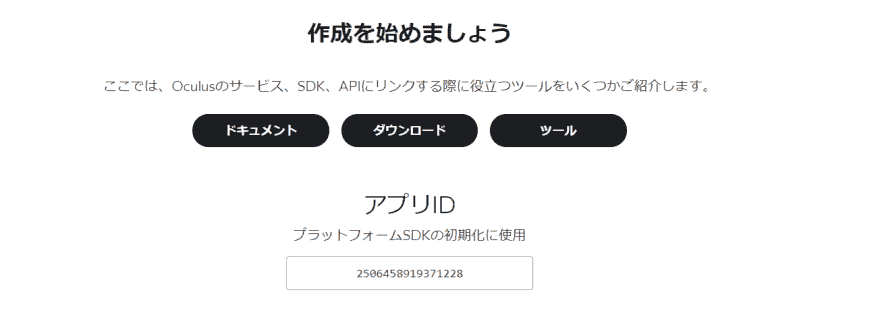 作成を始めましょう
ここでは、Oculusのサービス、SDK、APIにリンクする際に役立つツールをいくつかご紹介します。
ドキュメント ダウンロード ツール
アプリID
プラットフォームSDKの初期化に使用
2506458919371228